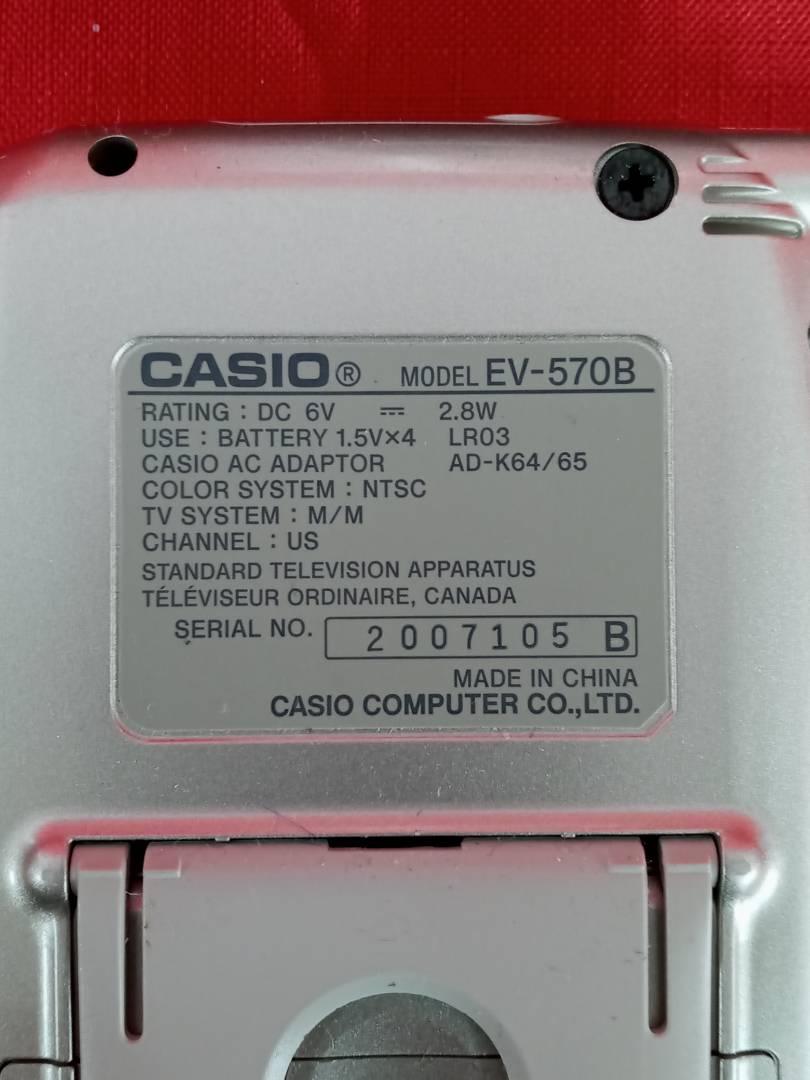 CASIO® MODEL EV-570B
RATING : DC 6V ⎓ 2.8W
USE : BATTERY 1.5V×4 LR03
CASIO AC ADAPTOR AD-K64/65
COLOR SYSTEM : NTSC
TV SYSTEM : M/M
CHANNEL : US
STANDARD TELEVISION APPARATUS
TÉLÉVISEUR ORDINAIRE, CANADA
SERIAL NO. 2007105 B
MADE IN CHINA
CASIO COMPUTER CO.,LTD.